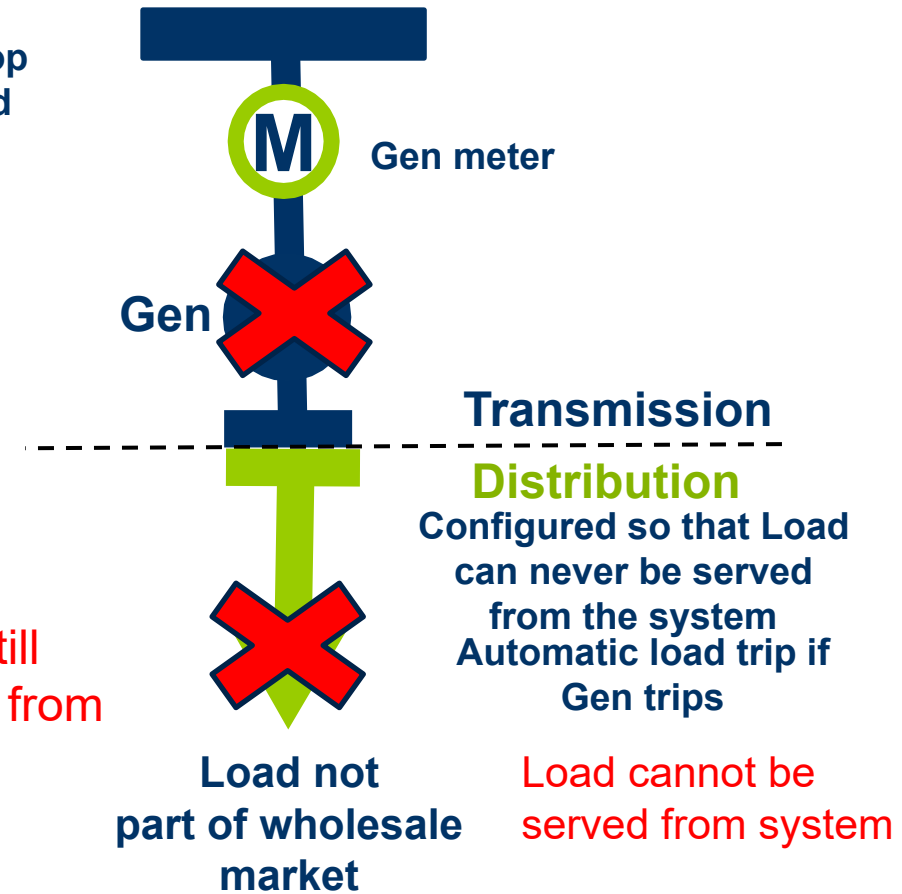 M
Gen meter
Gen
Transmission
Distribution
Configured so that Load
can never be served
from the system
Automatic load trip if
Gen trips
from
Load not
part of wholesale
market
Load cannot be
served from system